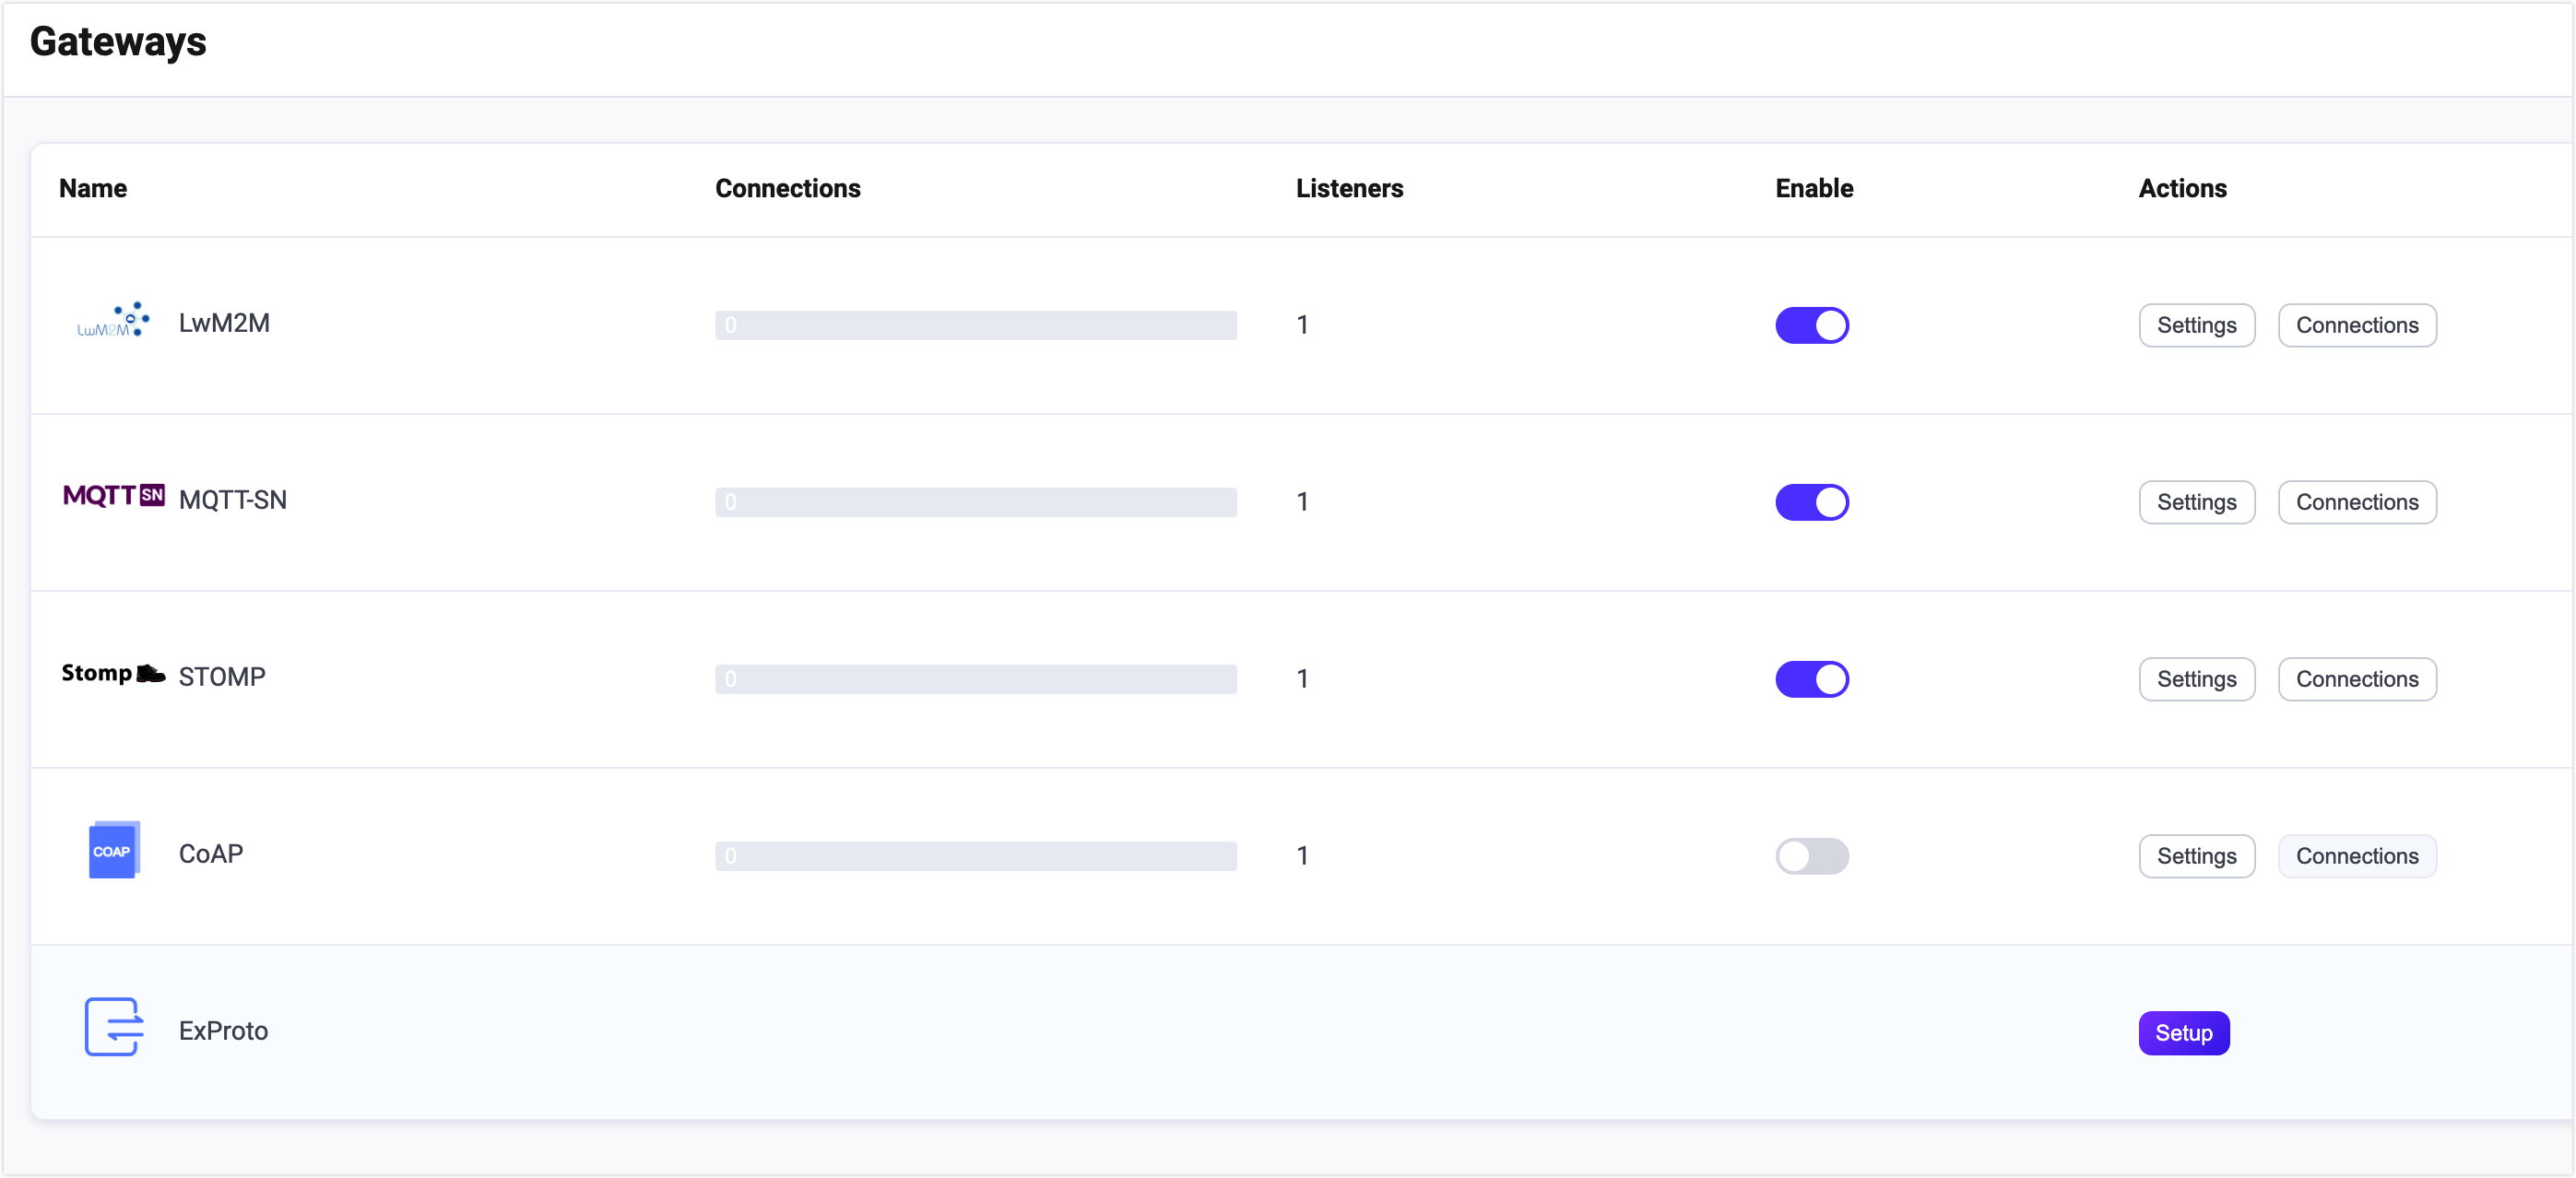 Gateways
Name Connections Listeners Enable Actions
LwM2M LwM2M 0 1 Settings Connections
MQTT SN MQTT-SN 0 1 Settings Connections
Stomp STOMP 0 1 Settings Connections
COAP CoAP 0 1 Settings Connections
ExProto Setup